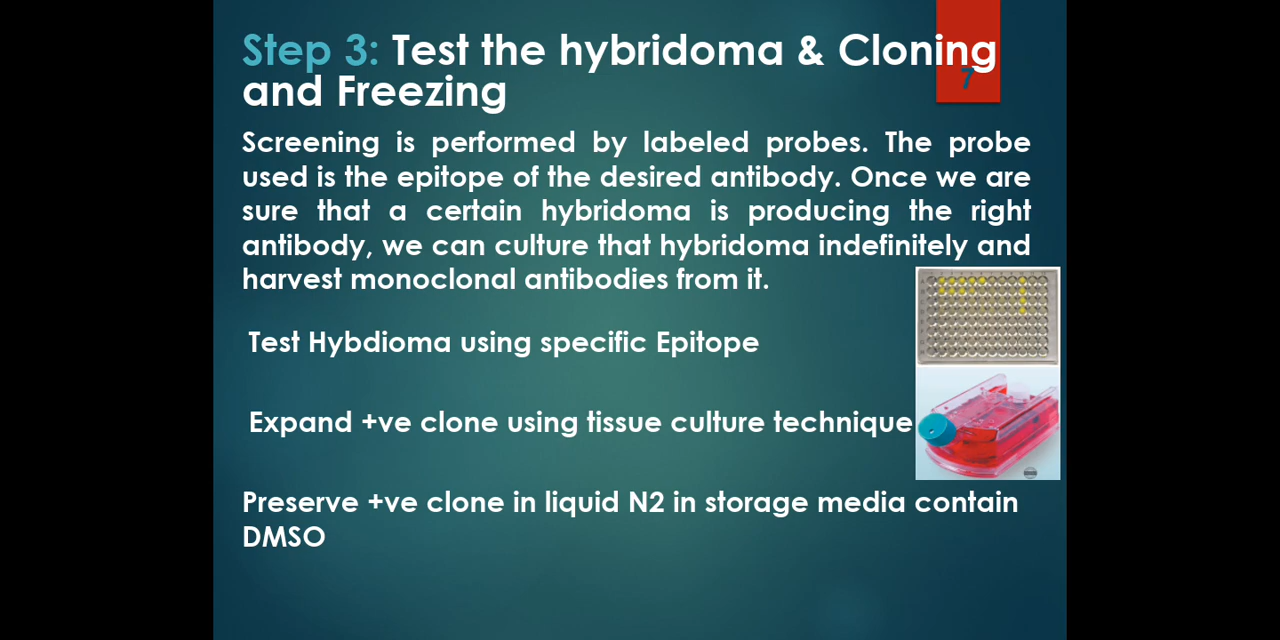 Step 3: Test the hybridoma & Cloning
and Freezing
7
Screening is performed by labeled probes. The probe
used is the epitope of the desired antibody. Once we are
sure that a certain hybridoma is producing the right
antibody, we can culture that hybridoma indefinitely and
harvest monoclonal antibodies from it.
Test Hybdioma using specific Epitope
Expand +ve clone using tissue culture technique
Preserve +ve clone in liquid N2 in storage media contain
DMSO